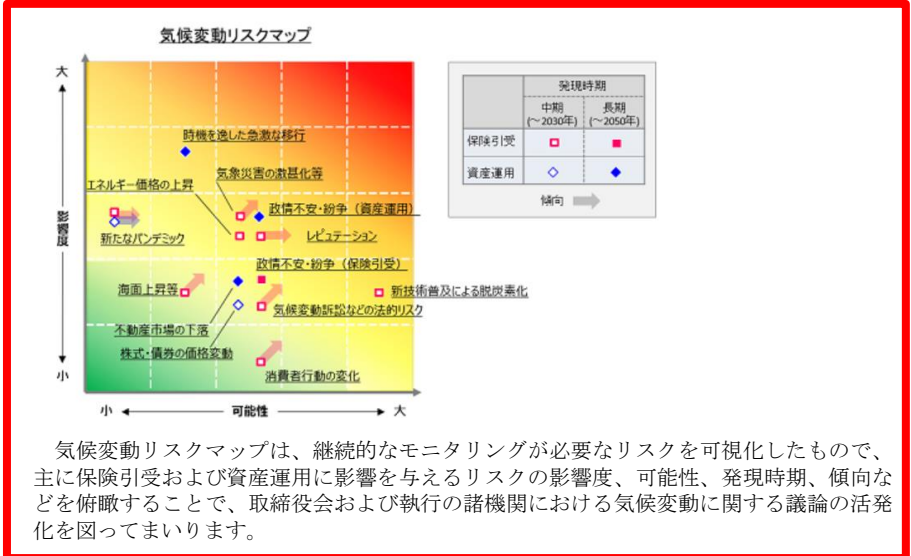 気候変動リスクマップ
大
影響度
小
時機を逸した急激な移行
気象災害の激甚化等
エネルギー価格の上昇
政情不安・紛争（資産運用）
新たなパンデミック
レピュテーション
政情不安・紛争（保険引受）
海面上昇等
新技術普及による脱炭素化
気候変動訴訟などの法的リスク
不動産市場の下落
株式・債券の価格変動
消費者行動の変化
小
可能性
大
発現時期
中期
(～2030年)
長期
(～2050年)
保険引受
資産運用
傾向
気候変動リスクマップは、継続的なモニタリングが必要なリスクを可視化したもので、
主に保険引受および資産運用に影響を与えるリスクの影響度、可能性、発現時期、傾向な
どを俯瞰することで、取締役会および執行の諸機関における気候変動に関する議論の活発
化を図ってまいります。